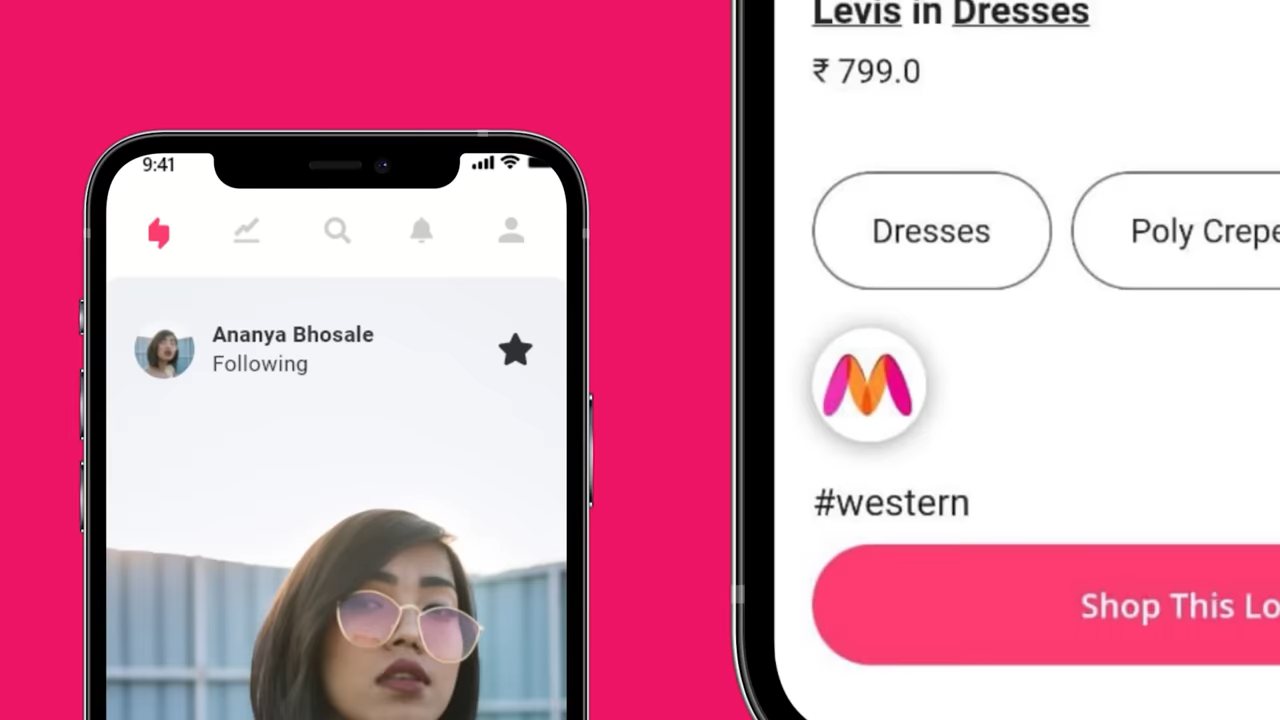 9:41
Ananya Bhosale
Following
Levis in Dresses
₹ 799.0
Dresses
Poly Crepe
#western
Shop This Lo